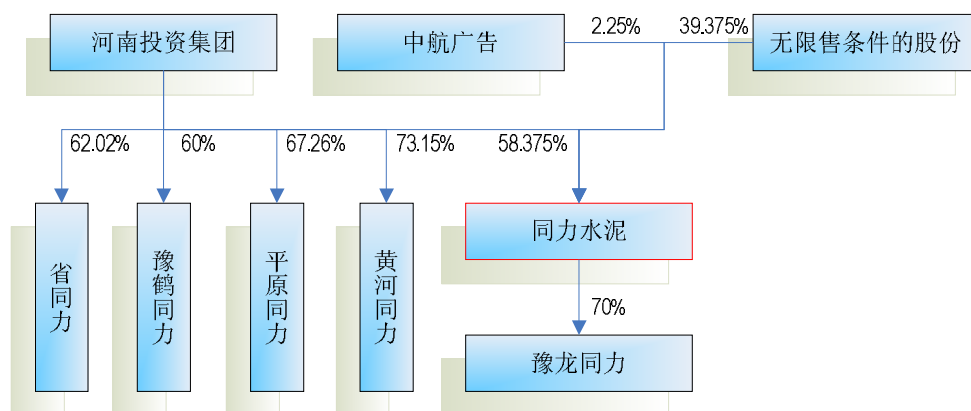 河南投资集团
中航广告
2.25%
39.375%
无限售条件的股份
62.02%
60%
67.26%
73.15%
58.375%
省同力
豫鹤同力
平原同力
黄河同力
同力水泥
70%
豫龙同力